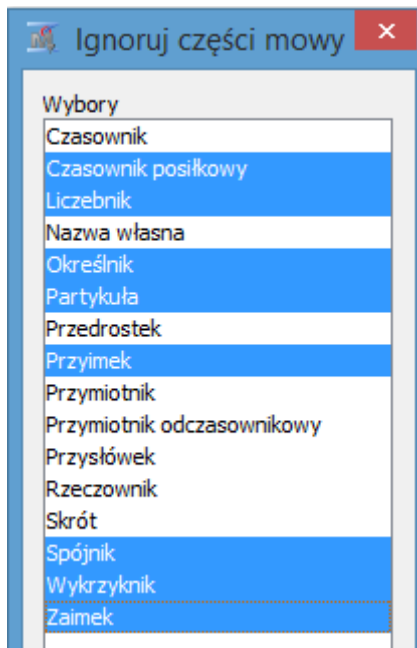 Ignoruj części mowy
Wybory
Czasownik
Czasownik posiłkowy
Liczebnik
Nazwa własna
Określnik
Partykuła
Przedrostek
Przyimek
Przymiotnik
Przymiotnik odczasownikowy
Przysłówek
Rzeczownik
Skrót
Spójnik
Wykrzyknik
Zaimek